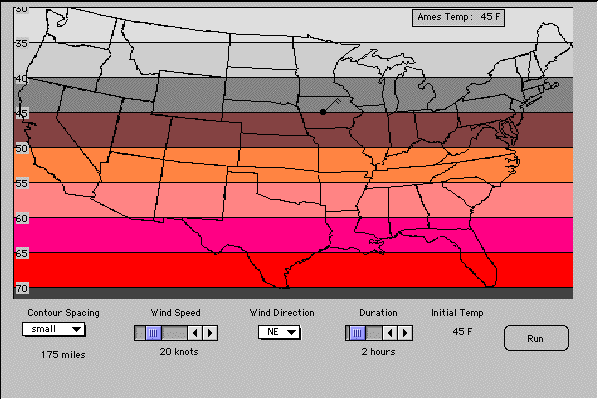 30
Ames Temp: 45 F
35
40
45
50
55
60
65
70
Contour Spacing
Wind Speed
Wind Direction
Duration
Initial Temp
small
NE
45 F
Run
175 miles
20 knots
2 hours